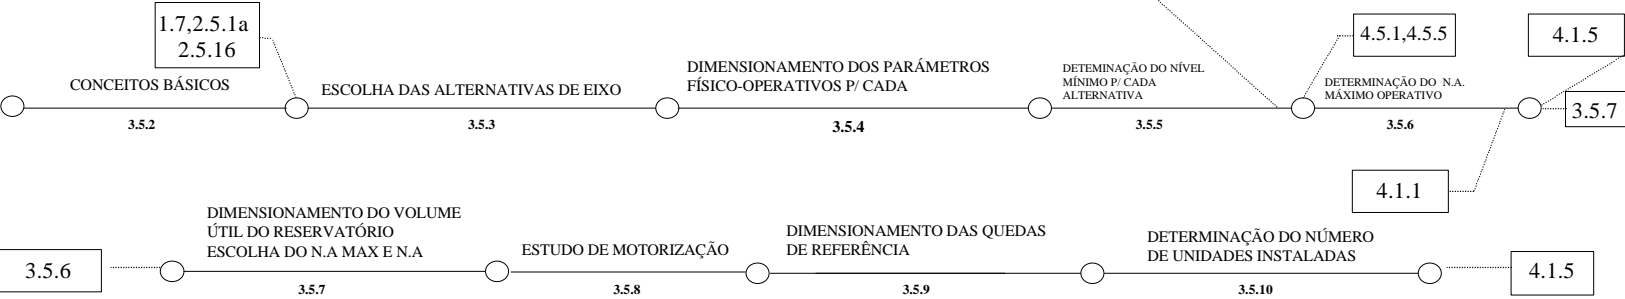 1.7,2.5.1a
2.5.16
4.5.1,4.5.5
4.1.5
CONCEITOS BÁSICOS
ESCOLHA DAS ALTERNATIVAS DE EIXO
DIMENSIONAMENTO DOS PARÁMETROS
FÍSICO-OPERATIVOS P/ CADA
DETEMINAÇÃO DO NÍVEL
MÍNIMO P/ CADA
ALTERNATIVA
DETERMINAÇÃO DO N.A.
MÁXIMO OPERATIVO
3.5.7
3.5.2
3.5.3
3.5.4
3.5.5
3.5.6
4.1.1
DIMENSIONAMENTO DO VOLUME
ÚTIL DO RESERVATÓRIO
ESCOLHA DO N.A MAX E N.A
ESTUDO DE MOTORIZAÇÃO
DIMENSIONAMENTO DAS QUEDAS
DE REFERÊNCIA
DETERMINAÇÃO DO NÚMERO
DE UNIDADES INSTALADAS
3.5.6
4.1.5
3.5.7
3.5.8
3.5.9
3.5.10